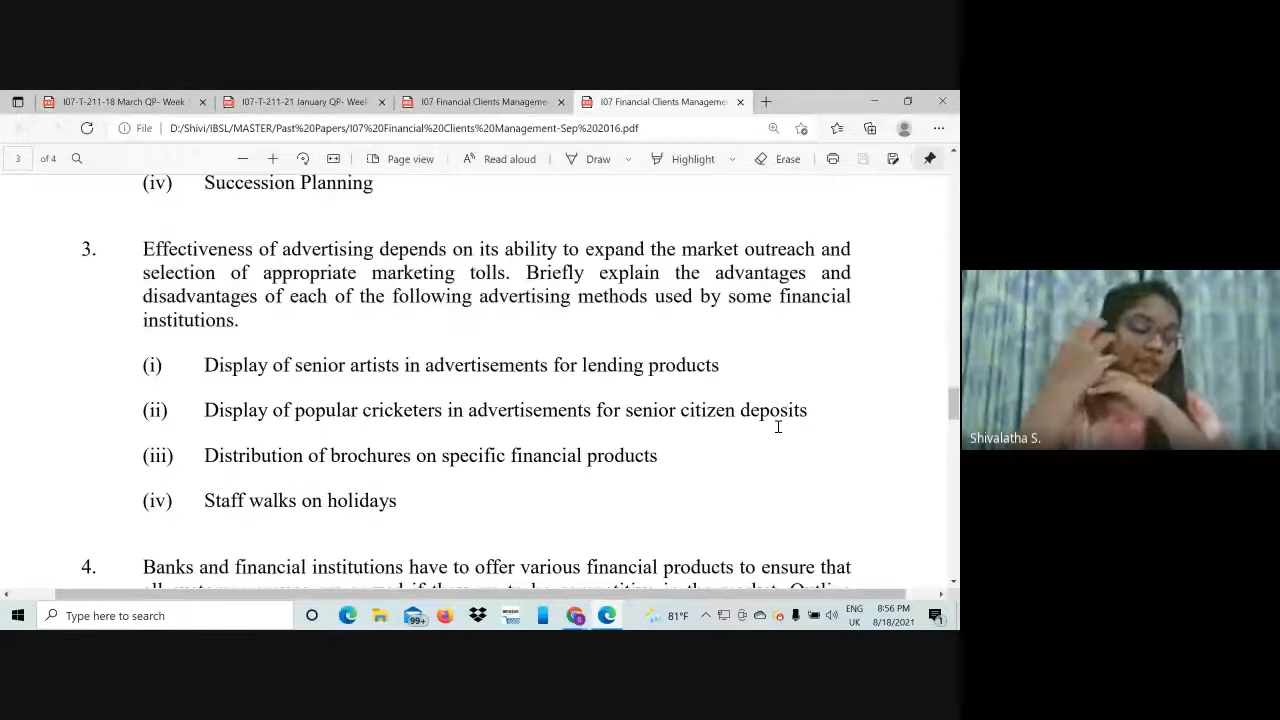 I07-T-211-18 March QP- Week
I07-T-211-21 January QP- Week
I07 Financial Clients Manageme
I07 Financial Clients Manageme
File
D:/Shivi/IBSL/MASTER/Past%20Papers/I07%20Financial%20Clients%20Management-Sep%202016.pdf
3 of 4
Page view
Read aloud
Draw
Highlight
Erase
(iv) Succession Planning
3. Effectiveness of advertising depends on its ability to expand the market outreach and
selection of appropriate marketing tolls. Briefly explain the advantages and
disadvantages of each of the following advertising methods used by some financial
institutions.
(i) Display of senior artists in advertisements for lending products
(ii) Display of popular cricketers in advertisements for senior citizen deposits
(iii) Distribution of brochures on specific financial products
(iv) Staff walks on holidays
4. Banks and financial institutions have to offer various financial products to ensure that
Shivalatha S.
Type here to search
99+
amazon
81°F
ENG
UK
8:56 PM
8/18/2021
1